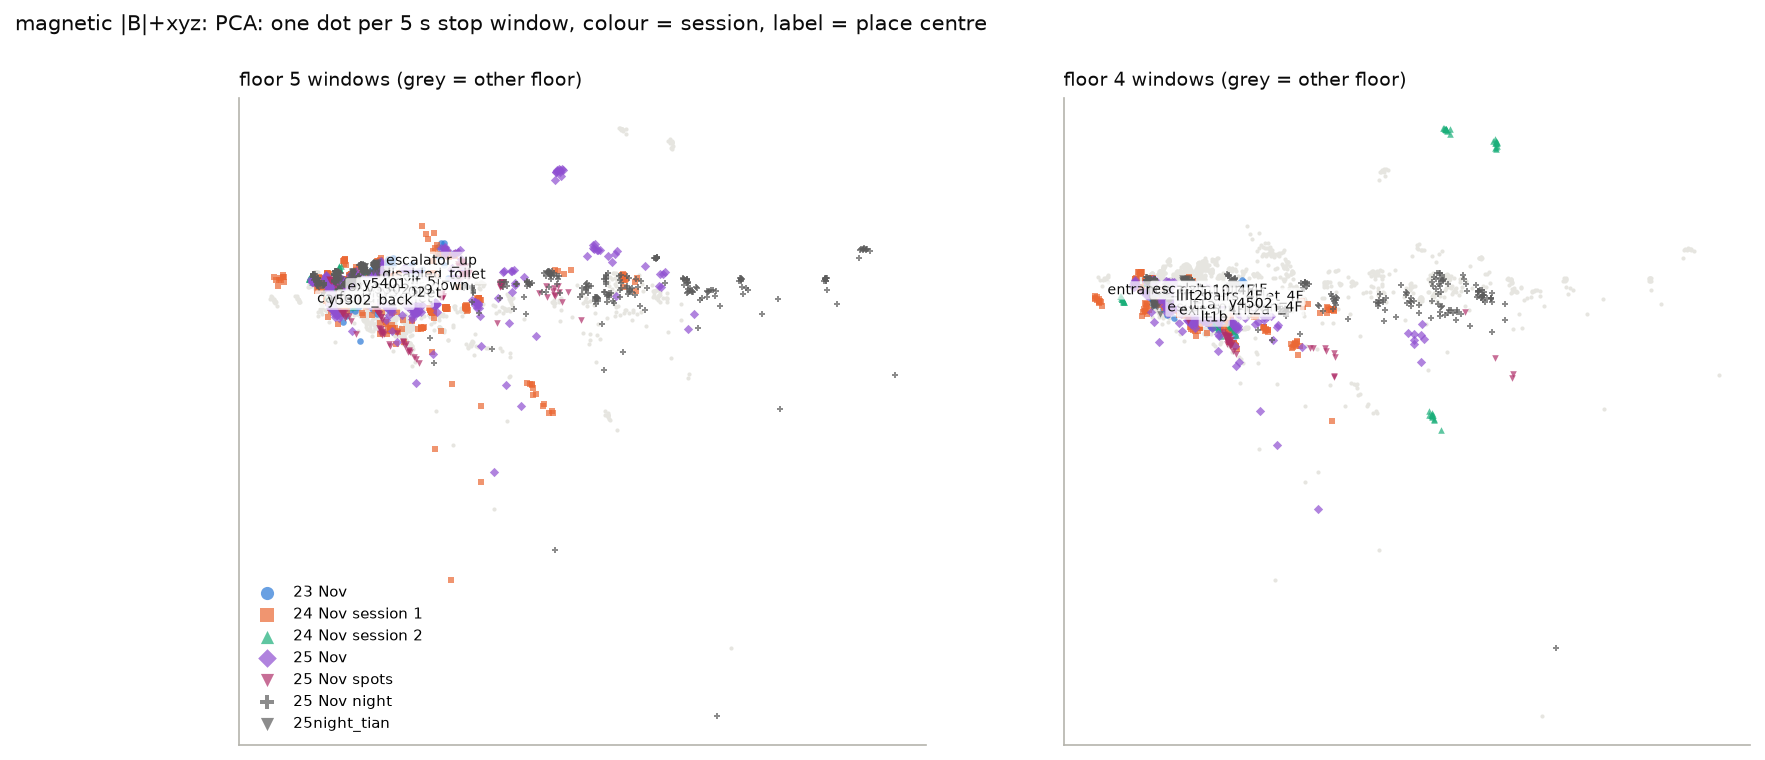 magnetic |B|+xyz: PCA: one dot per 5 s stop window, colour = session, label = place centre
floor 5 windows (grey = other floor)
floor 4 windows (grey = other floor)
escalator_up
disabled_toilet
y5401
y5302_back
lift2
y4502
lt1b
23 Nov
24 Nov session 1
24 Nov session 2
25 Nov
25 Nov spots
25 Nov night
25night_tian